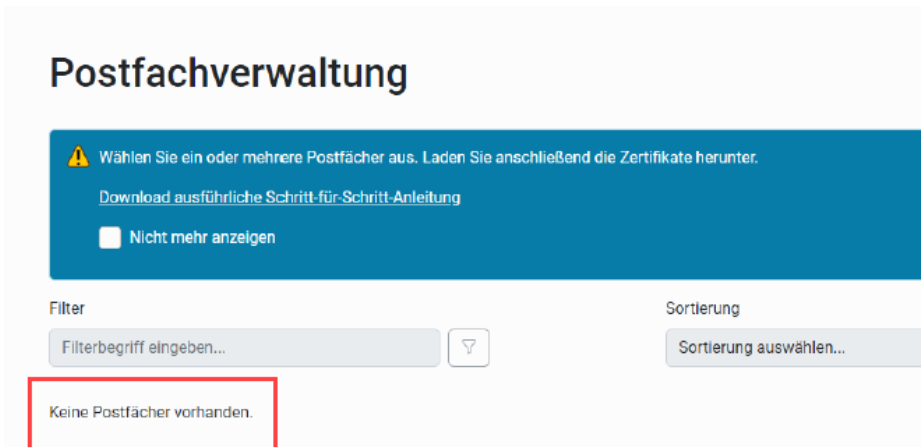 Postfachverwaltung
Wählen Sie ein oder mehrere Postfächer aus. Laden Sie anschließend die Zertifikate herunter.
Download ausführliche Schritt-für-Schritt-Anleitung
Nicht mehr anzeigen
Filter
Sortierung
Filterbegriff eingeben...
Sortierung auswählen...
Keine Postfächer vorhanden.